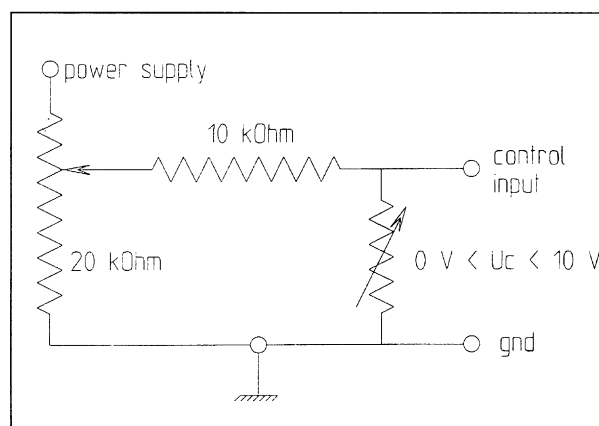 power supply
10 kOhm
control
input
20 kOhm
0 V < Uc < 10 V
gnd